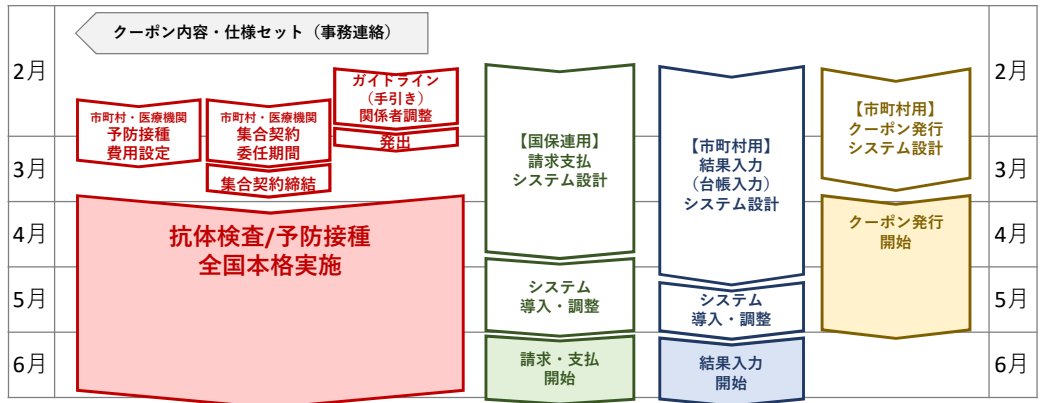 クーポン内容・仕様セット（事務連絡）
2月
3月
4月
5月
6月
市町村・医療機関
予防接種
費用設定
市町村・医療機関
集合契約
委任期間
集合契約締結
ガイドライン
（手引き）
関係者調整
発出
抗体検査/予防接種
全国本格実施
【国保連用】
請求支払
システム設計
システム
導入・調整
請求・支払
開始
【市町村用】
結果入力
（台帳入力）
システム設計
システム
導入・調整
結果入力
開始
【市町村用】
クーポン発行
システム設計
クーポン発行
開始
2月
3月
4月
5月
6月